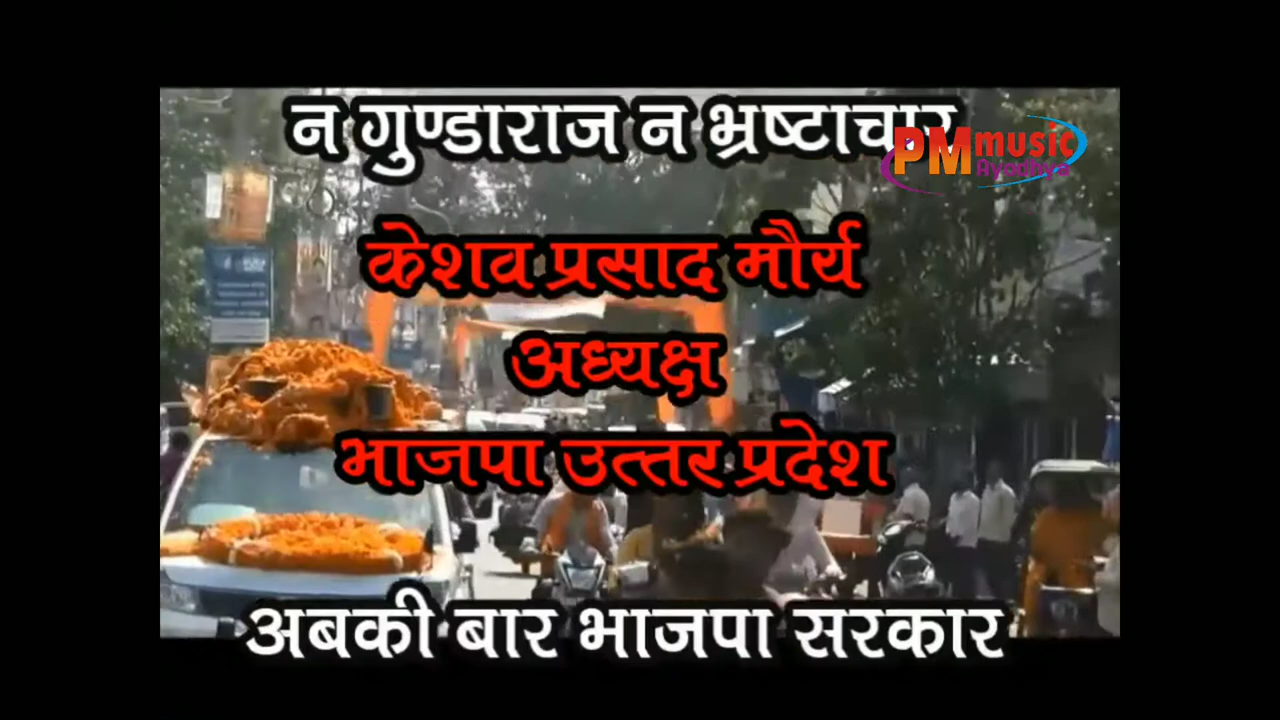 न गुण्डाराज न भ्रष्टाचार
PM music
Ayodhya
केशव प्रसाद मौर्य
अध्यक्ष
भाजपा उत्तर प्रदेश
अबकी बार भाजपा सरकार